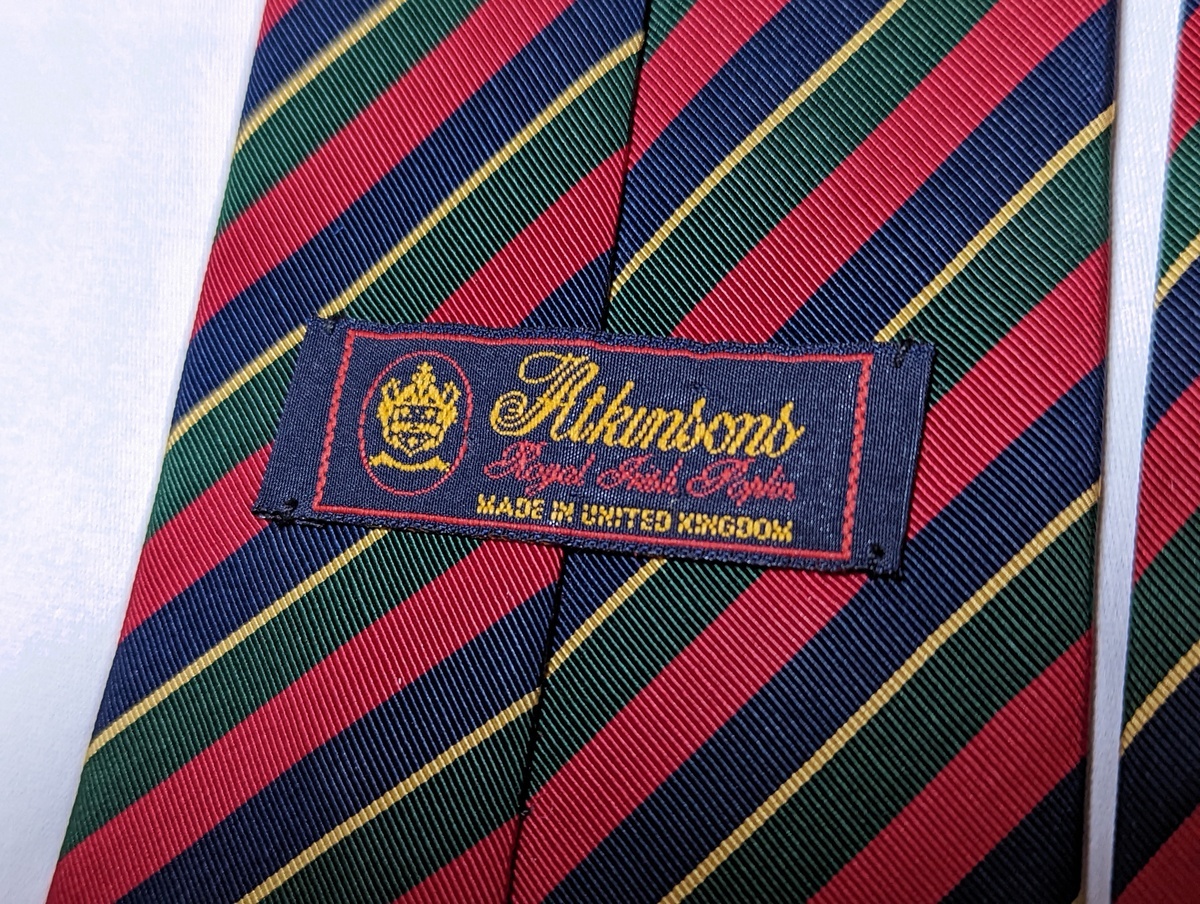 Atkinsons
Royal Irish Poplin
MADE IN UNITED KINGDOM